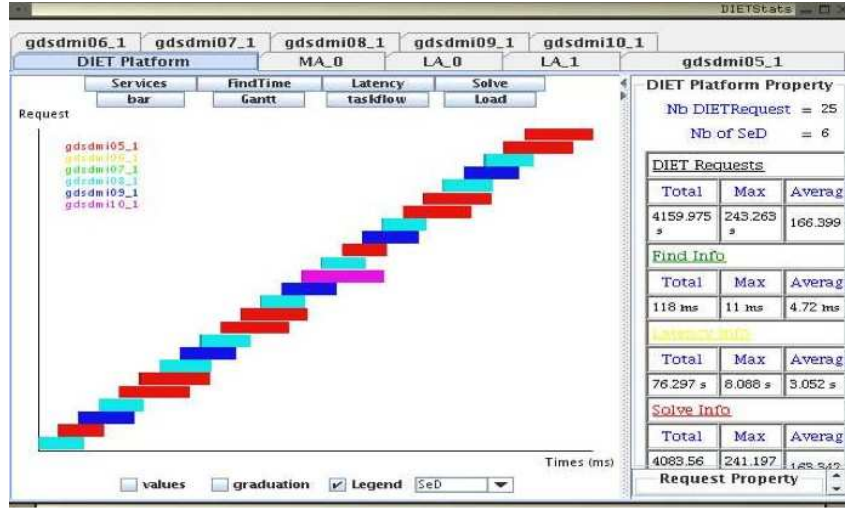 DIETStats
gdsdmi06_1 gdsdmi07_1 gdsdmi08_1 gdsdmi09_1 gdsdmi10_1
DIET Platform MA_0 LA_0 LA_1 gdsdmi05_1
Services FindTime Latency Solve
bar Gantt taskflow Load
Request
gdsdmi05_1
gdsdmi06_1
gdsdmi07_1
gdsdmi08_1
gdsdmi09_1
gdsdmi10_1
Times (ms)
values graduation Legend SeD
DIET Platform Property
Nb DIETRequest = 25
Nb of SeD = 6
DIET Requests
Total Max Averag
4159.975 s 243.263 s 166.399
Find Info
Total Max Averag
118 ms 11 ms 4.72 ms
Latency Info
Total Max Averag
76.297 s 8.088 s 3.052 s
Solve Info
Total Max Averag
4083.56 241.197 163.342
Request Property